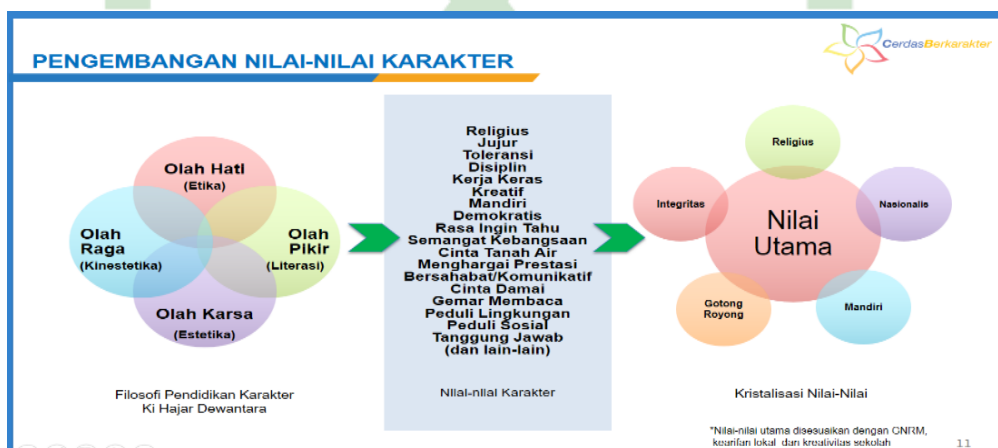 CerdasBerkarakter
PENGEMBANGAN NILAI-NILAI KARAKTER
Olah Hati
(Etika)
Olah
Raga
(Kinestetika)
Olah
Pikir
(Literasi)
Olah Karsa
(Estetika)
Filosofi Pendidikan Karakter
Ki Hajar Dewantara
Religius
Jujur
Toleransi
Disiplin
Kerja Keras
Kreatif
Mandiri
Demokratis
Rasa Ingin Tahu
Semangat Kebangsaan
Cinta Tanah Air
Menghargai Prestasi
Bersahabat/Komunikatif
Cinta Damai
Gemar Membaca
Peduli Lingkungan
Peduli Sosial
Tanggung Jawab
(dan lain-lain)
Nilai-nilai Karakter
Religius
Integritas
Nilai
Utama
Nasionalis
Gotong
Royong
Mandiri
Kristalisasi Nilai-Nilai
*Nilai-nilai utama disesuaikan dengan GNRM,
kearifan lokal dan kreativitas sekolah
11